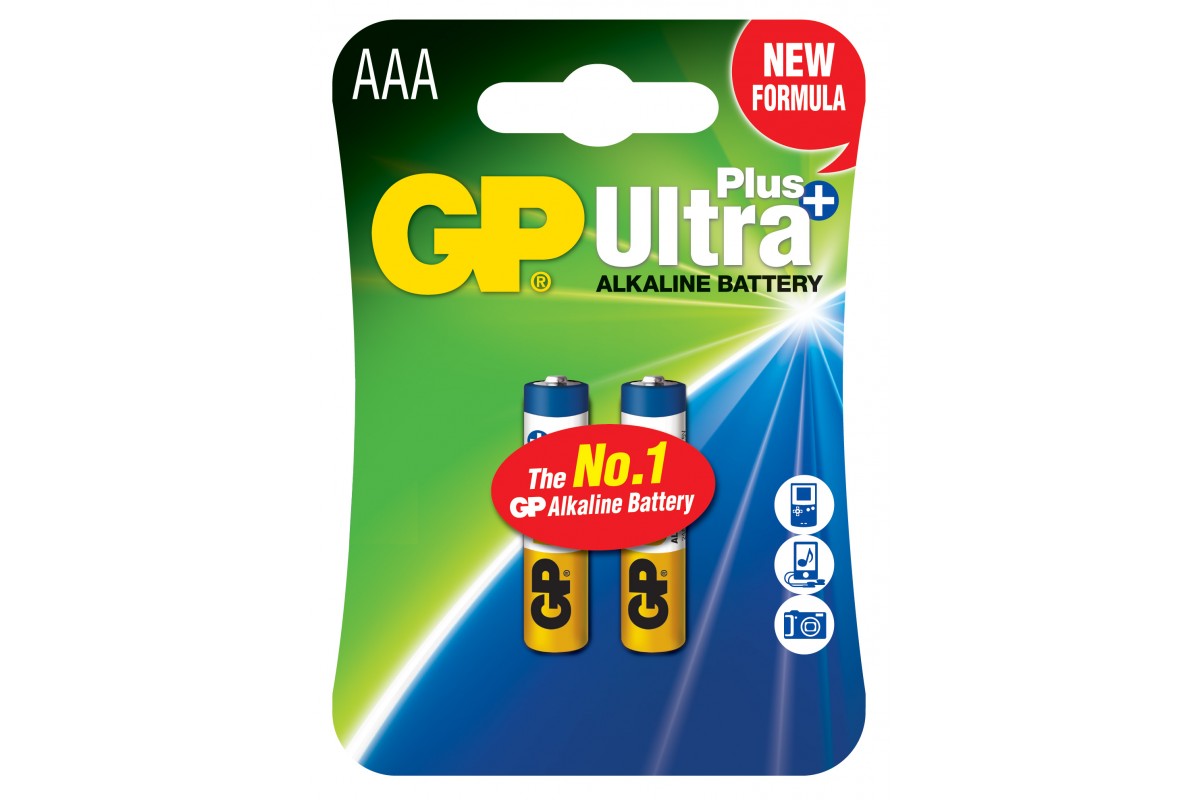 AAA
NEW
FORMULA
GP®
Plus
Ultra+
ALKALINE BATTERY
The No.1
GP Alkaline Battery
GP®
GP®